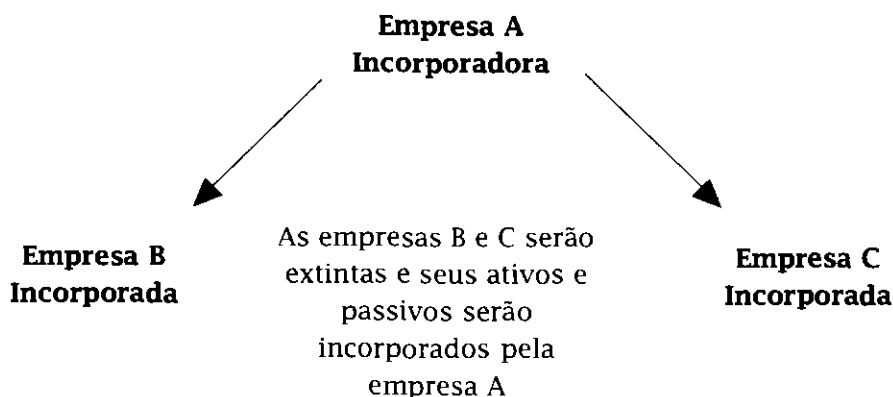 Empresa A
Incorporadora
Empresa B
Incorporada
As empresas B e C serão
extintas e seus ativos e
passivos serão
incorporados pela
empresa A
Empresa C
Incorporada